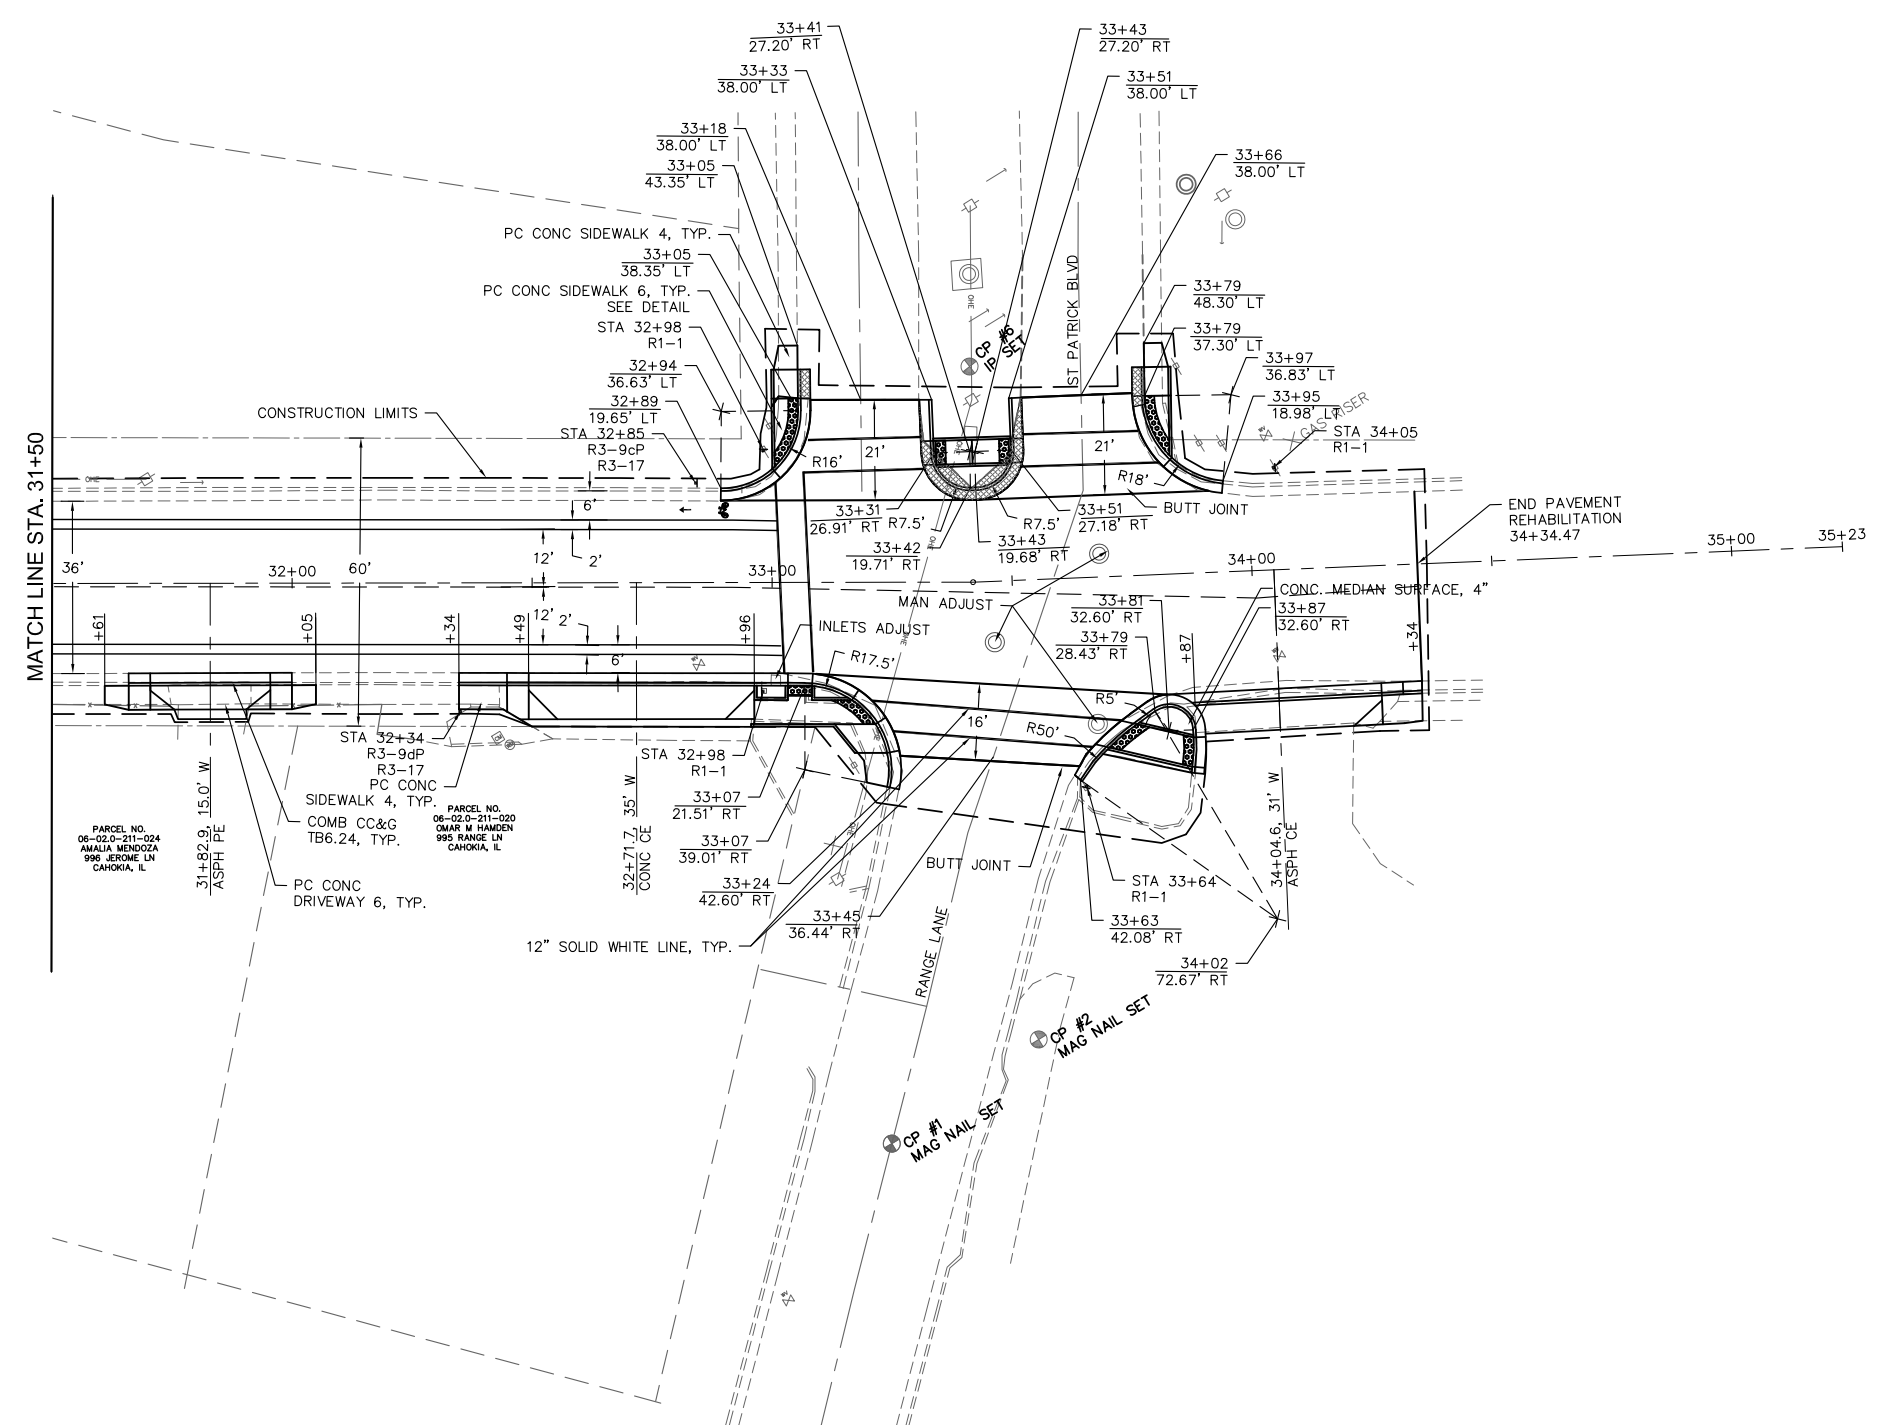 33+41
27.20' RT
33+33
38.00' LT
33+18
38.00' LT
33+05
43.35' LT
PC CONC SIDEWALK 4, TYP.
33+05
38.35' LT
PC CONC SIDEWALK 6, TYP.
SEE DETAIL
STA 32+98
R1-1
32+94
36.63' LT
32+89
19.65' LT
STA 32+85
R3-9cP
R3-17
CONSTRUCTION LIMITS
33+43
27.20' RT
33+51
38.00' LT
33+66
38.00' LT
33+79
48.30' LT
33+79
37.30' LT
33+97
36.83' LT
33+95
18.98' LT
GAS RISER
STA 34+05
R1-1
OHE
CP #6
IP SET
ST PATRICK BLVD
OHE
R16'
21'
21'
R18'
33+31
26.91' RT
R7.5'
R7.5'
33+51
27.18' RT
BUTT JOINT
33+42
19.71' RT
33+43
19.68' RT
OHE
END PAVEMENT
REHABILITATION
34+34.47
MATCH LINE STA. 31+50
OHE
36'
60'
6'
12'
2'
12'
2'
6'
32+00
33+00
34+00
35+00
35+23
MAN ADJUST
OHE
CONC. MEDIAN SURFACE, 4"
33+81
32.60' RT
33+87
32.60' RT
33+79
28.43' RT
+61
+05
+34
+49
+96
+87
+34
INLETS ADJUST
R17.5'
R5'
R50'
16'
STA 32+34
R3-9dP
R3-17
PC CONC
SIDEWALK 4, TYP.
COMB CC&G
TB6.24, TYP.
PC CONC
DRIVEWAY 6, TYP.
PARCEL NO.
06-02.0-211-024
AMALIA MENDOZA
996 JEROME LN
CAHOKIA, IL
31+82.9, 15.0' W
ASPH PE
PARCEL NO.
06-02.0-211-020
OMAR M HAMDEN
995 RANGE LN
CAHOKIA, IL
32+71.7, 35' W
CONC CE
STA 32+98
R1-1
33+07
21.51' RT
33+07
39.01' RT
33+24
42.60' RT
33+45
36.44' RT
12" SOLID WHITE LINE, TYP.
OHE
BUTT JOINT
STA 33+64
R1-1
33+63
42.08' RT
34+02
72.67' RT
34+04.6, 31' W
ASPH CE
RANGE LANE
CP #2
MAG NAIL SET
CP #1
MAG NAIL SET